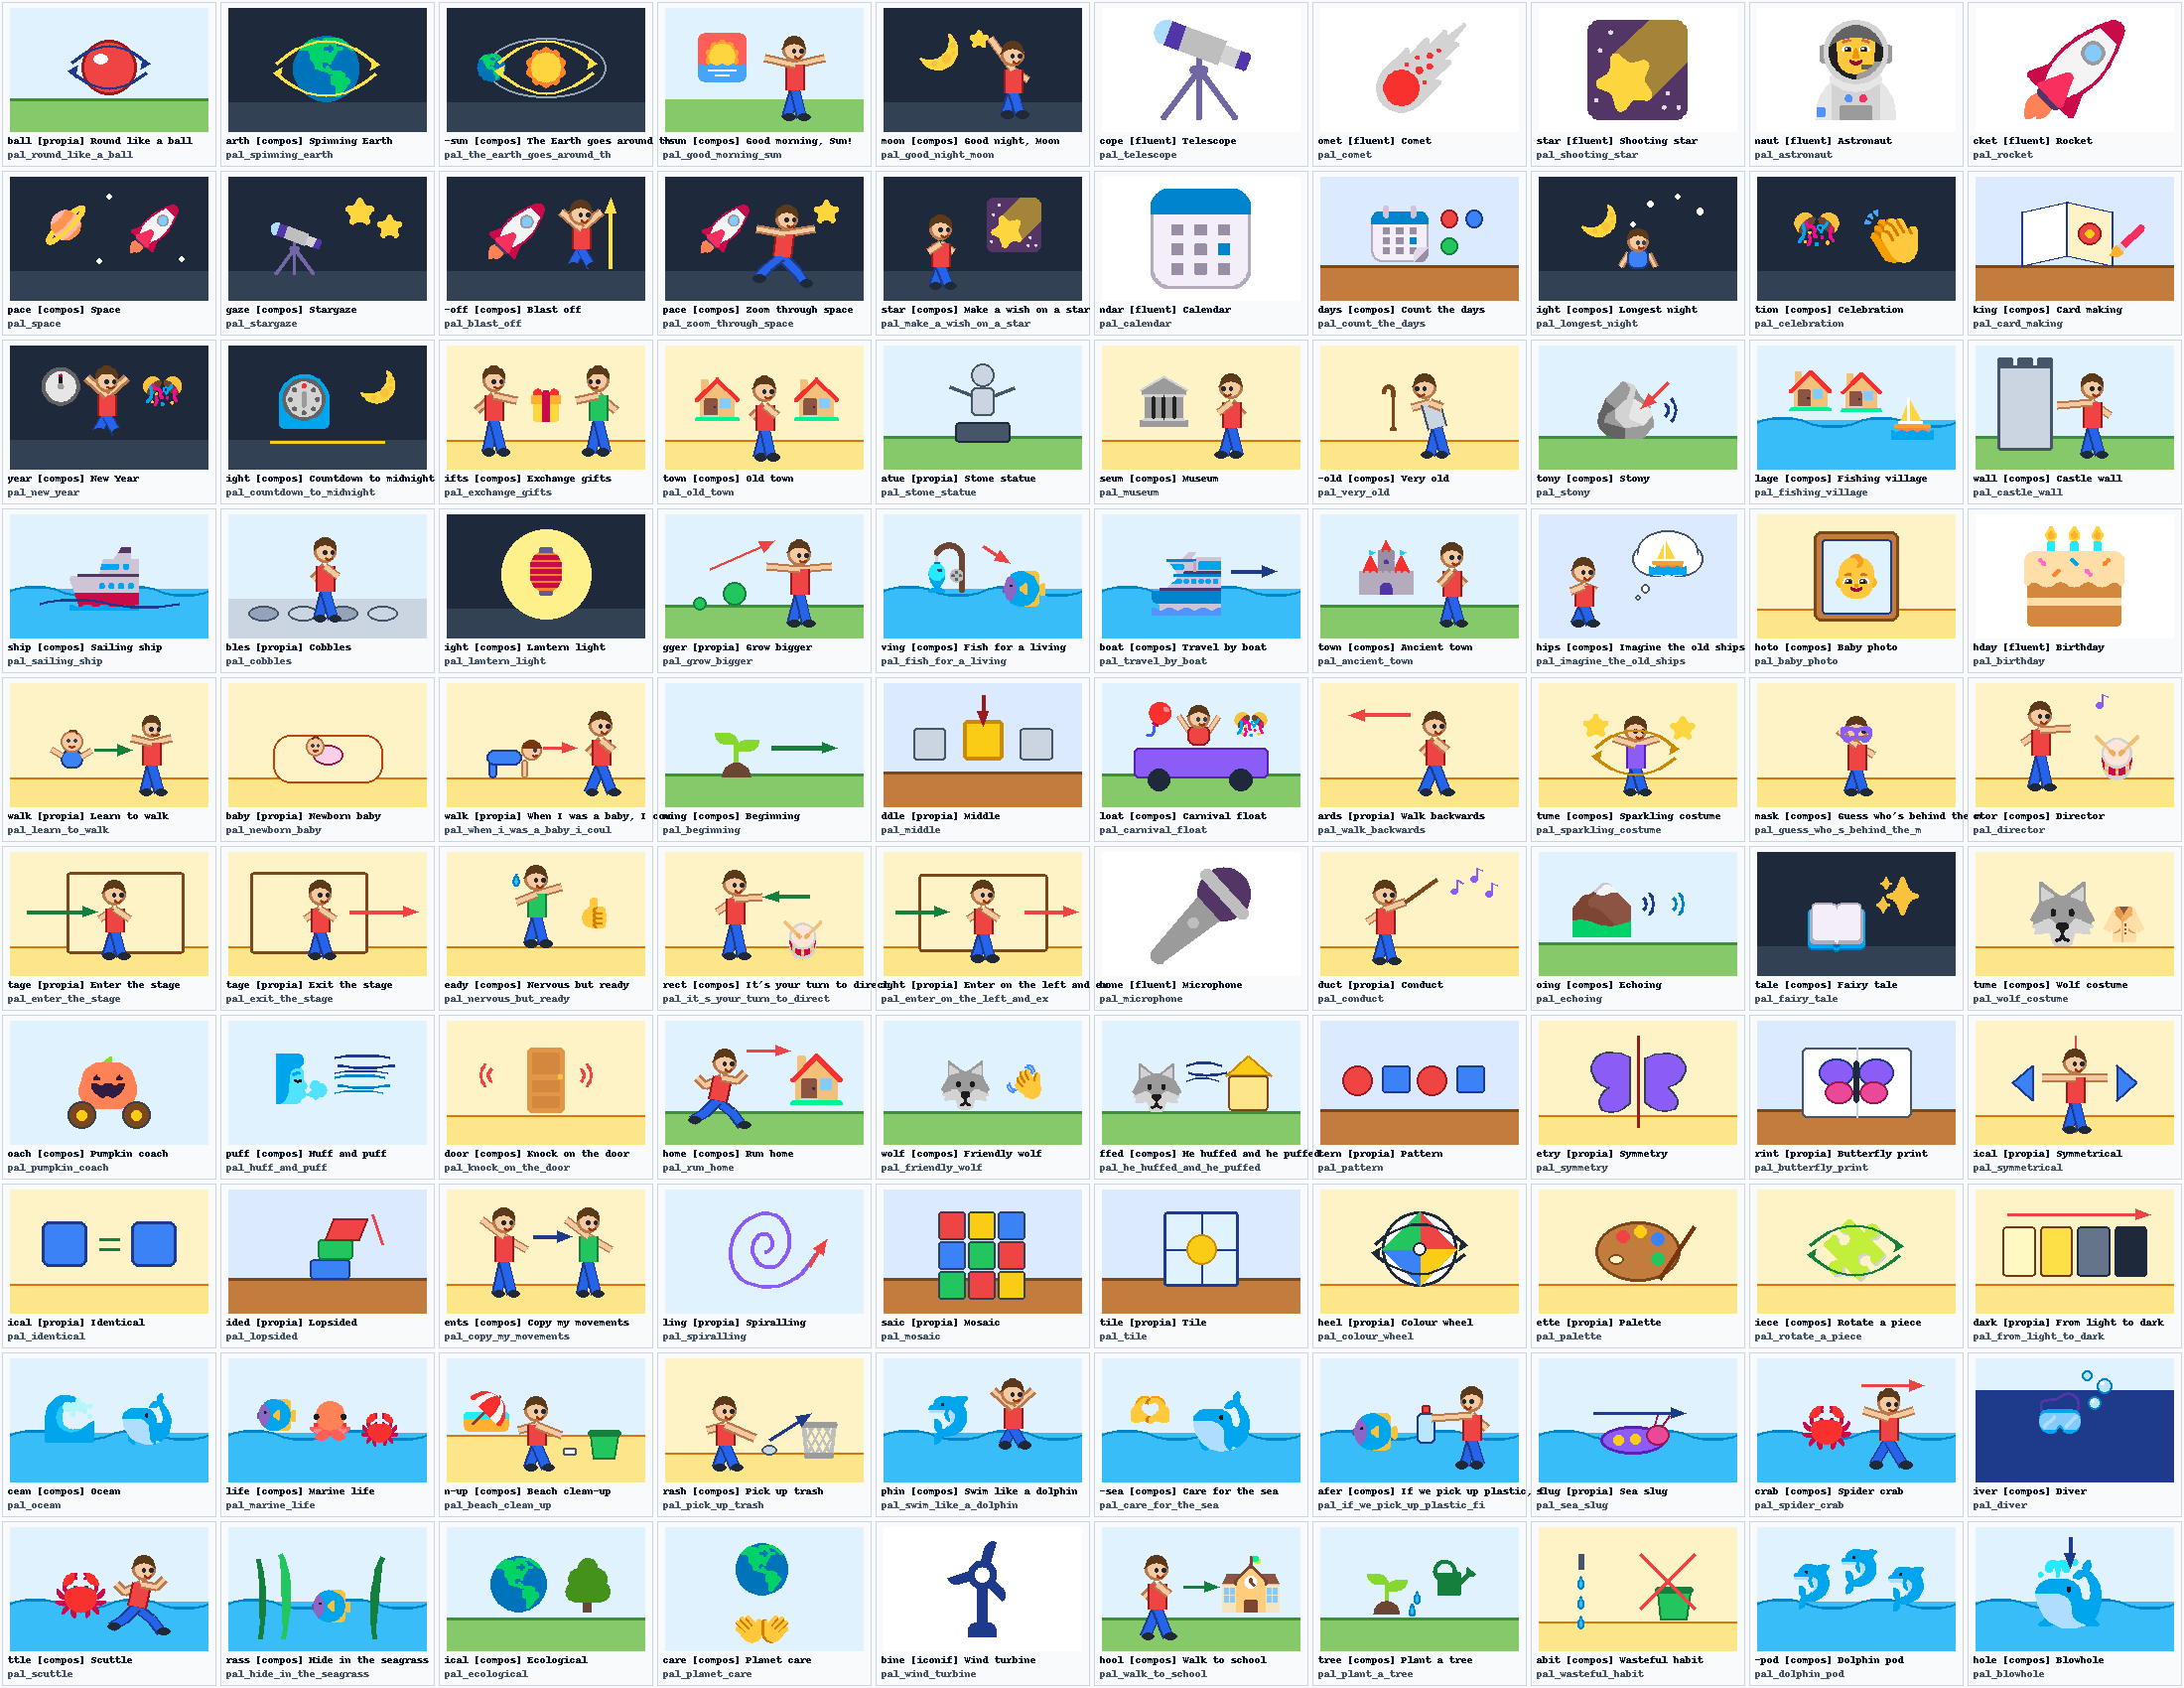 ball [propia] Round like a ball
pal_round_like_a_ball
arth [compos] Spinning Earth
pal_spinning_earth
-sun [compos] The Earth goes around th
pal_the_earth_goes_around_th
sun [compos] Good morning, Sun!
pal_good_morning_sun
moon [compos] Good night, Moon
pal_good_night_moon
cope [fluent] Telescope
pal_telescope
omet [fluent] Comet
pal_comet
star [fluent] Shooting star
pal_shooting_star
naut [fluent] Astronaut
pal_astronaut
cket [fluent] Rocket
pal_rocket
pace [compos] Space
pal_space
gaze [compos] Stargaze
pal_stargaze
-off [compos] Blast off
pal_blast_off
pace [compos] Zoom through space
pal_zoom_through_space
star [compos] Make a wish on a star
pal_make_a_wish_on_a_star
ndar [fluent] Calendar
pal_calendar
days [compos] Count the days
pal_count_the_days
ight [compos] Longest night
pal_longest_night
tion [compos] Celebration
pal_celebration
king [compos] Card making
pal_card_making
year [compos] New Year
pal_new_year
ight [compos] Countdown to midnight
pal_countdown_to_midnight
ifts [compos] Exchange gifts
pal_exchange_gifts
town [compos] Old town
pal_old_town
atue [propia] Stone statue
pal_stone_statue
seum [compos] Museum
pal_museum
-old [compos] Very old
pal_very_old
tony [compos] Stony
pal_stony
lage [compos] Fishing village
pal_fishing_village
wall [compos] Castle wall
pal_castle_wall
ship [compos] Sailing ship
pal_sailing_ship
bles [propia] Cobbles
pal_cobbles
ight [compos] Lantern light
pal_lantern_light
gger [propia] Grow bigger
pal_grow_bigger
ving [compos] Fish for a living
pal_fish_for_a_living
boat [compos] Travel by boat
pal_travel_by_boat
town [compos] Ancient town
pal_ancient_town
hips [compos] Imagine the old ships
pal_imagine_the_old_ships
hoto [compos] Baby photo
pal_baby_photo
hday [fluent] Birthday
pal_birthday
walk [propia] Learn to walk
pal_learn_to_walk
baby [propia] Newborn baby
pal_newborn_baby
walk [propia] When I was a baby, I
pal_when_i_was_a_baby_i_coul
ning [compos] Beginning
pal_beginning
ddle [propia] Middle
pal_middle
loat [compos] Carnival float
pal_carnival_float
ards [propia] Walk backwards
pal_walk_backwards
tume [compos] Sparkling costume
pal_sparkling_costume
mask [compos] Guess who's behind the
pal_guess_who_s_behind_the_m
ctor [compos] Director
pal_director
tage [propia] Enter the stage
pal_enter_the_stage
tage [propia] Exit the stage
pal_exit_the_stage
eady [compos] Nervous but ready
pal_nervous_but_ready
rect [compos] It's your turn to direc
pal_it_s_your_turn_to_direct
ight [propia] Enter on the left and
pal_enter_on_the_left_and_ex
hone [fluent] Microphone
pal_microphone
duct [propia] Conduct
pal_conduct
oing [compos] Echoing
pal_echoing
tale [compos] Fairy tale
pal_fairy_tale
tume [compos] Wolf costume
pal_wolf_costume
oach [compos] Pumpkin coach
pal_pumpkin_coach
puff [compos] Huff and puff
pal_huff_and_puff
door [compos] Knock on the door
pal_knock_on_the_door
home [compos] Run home
pal_run_home
wolf [compos] Friendly wolf
pal_friendly_wolf
ffed [compos] He huffed and he puffed
pal_he_huffed_and_he_puffed
tern [propia] Pattern
pal_pattern
etry [propia] Symmetry
pal_symmetry
rint [propia] Butterfly print
pal_butterfly_print
ical [propia] Symmetrical
pal_symmetrical
ical [propia] Identical
pal_identical
ided [propia] Lopsided
pal_lopsided
ents [compos] Copy my movements
pal_copy_my_movements
ling [propia] Spiralling
pal_spiralling
saic [propia] Mosaic
pal_mosaic
tile [propia] Tile
pal_tile
heel [propia] Colour wheel
pal_colour_wheel
ette [propia] Palette
pal_palette
iece [compos] Rotate a piece
pal_rotate_a_piece
dark [propia] From light to dark
pal_from_light_to_dark
cean [compos] Ocean
pal_ocean
life [compos] Marine life
pal_marine_life
n-up [compos] Beach clean-up
pal_beach_clean_up
rash [compos] Pick up trash
pal_pick_up_trash
phin [compos] Swim like a dolphin
pal_swim_like_a_dolphin
-sea [compos] Care for the sea
pal_care_for_the_sea
afer [compos] If we pick up plastic,
pal_if_we_pick_up_plastic_fi
slug [propia] Sea slug
pal_sea_slug
crab [compos] Spider crab
pal_spider_crab
iver [compos] Diver
pal_diver
ttle [compos] Scuttle
pal_scuttle
rass [compos] Hide in the seagrass
pal_hide_in_the_seagrass
ical [compos] Ecological
pal_ecological
care [compos] Planet care
pal_planet_care
bine [iconif] Wind turbine
pal_wind_turbine
hool [compos] Walk to school
pal_walk_to_school
tree [compos] Plant a tree
pal_plant_a_tree
abit [compos] Wasteful habit
pal_wasteful_habit
-pod [compos] Dolphin pod
pal_dolphin_pod
hole [compos] Blowhole
pal_blowhole